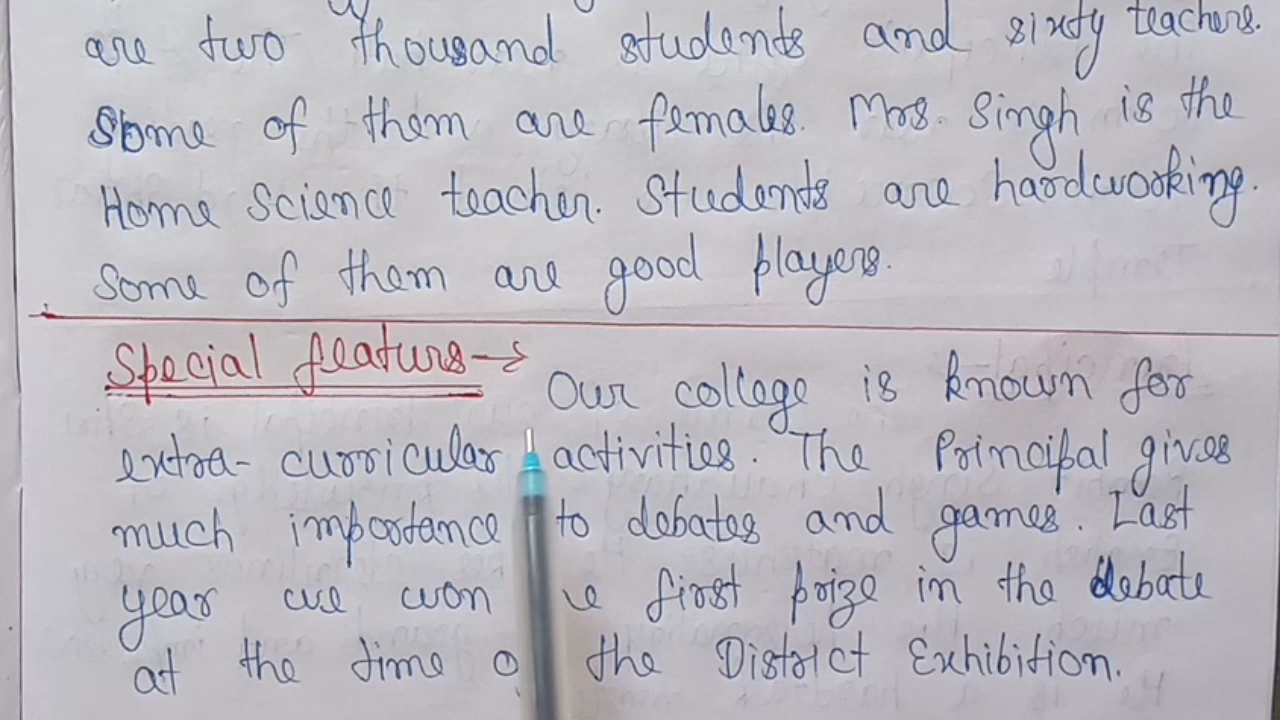 are two thousand students and sixty teachers.
Some of them are females. Mrs. Singh is the
Home Science teacher. Students are hardworking.
Some of them are good players.
Special featurs→ Our college is known for
extra-curricular activities. The Principal gives
much importance to debates and games. Last
year we won first prize in the debate
at the time the District Exhibition.